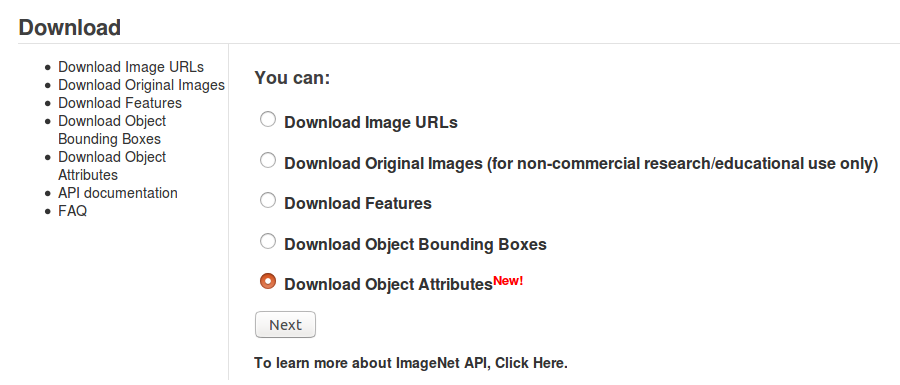 Download
Download Image URLs
Download Original Images
Download Features
Download Object
Bounding Boxes
Download Object
Attributes
API documentation
FAQ
You can:
Download Image URLs
Download Original Images (for non-commercial research/educational use only)
Download Features
Download Object Bounding Boxes
Download Object AttributesNew!
Next
To learn more about ImageNet API, Click Here.